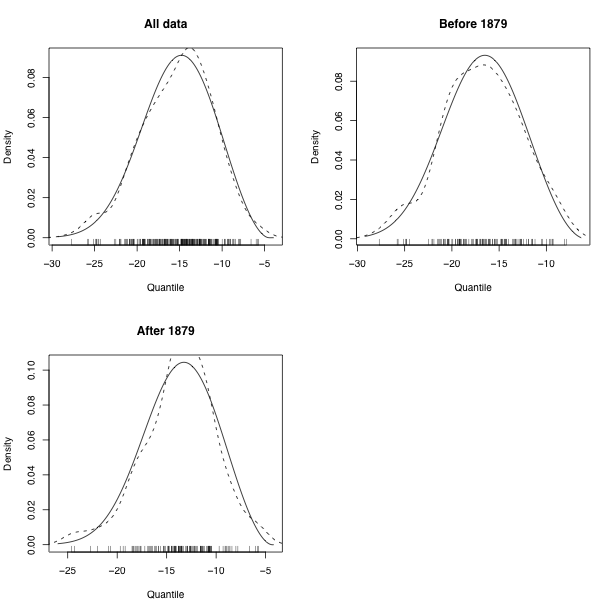 All data
Density
0.00 0.02 0.04 0.06 0.08
−30 −25 −20 −15 −10 −5
Quantile
Before 1879
Density
0.00 0.02 0.04 0.06 0.08
−30 −25 −20 −15 −10
Quantile
After 1879
Density
0.00 0.02 0.04 0.06 0.08 0.10
−25 −20 −15 −10 −5
Quantile